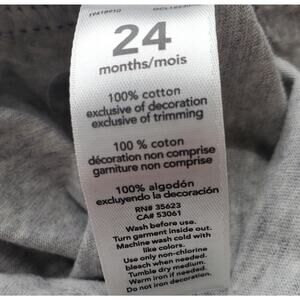 24
months/mois
100% cotton
exclusive of decoration
exclusive of trimming
100 % coton
décoration non comprise
garniture non comprise
100% algodón
excluyendo la decoración
RN# 35623
CA# 53061
Wash before use.
Turn garment inside out.
Machine wash cold with
like colors.
Use only non-chlorine
bleach when needed.
Tumble dry medium.
Warm iron if needed.
Do not iron decoration.